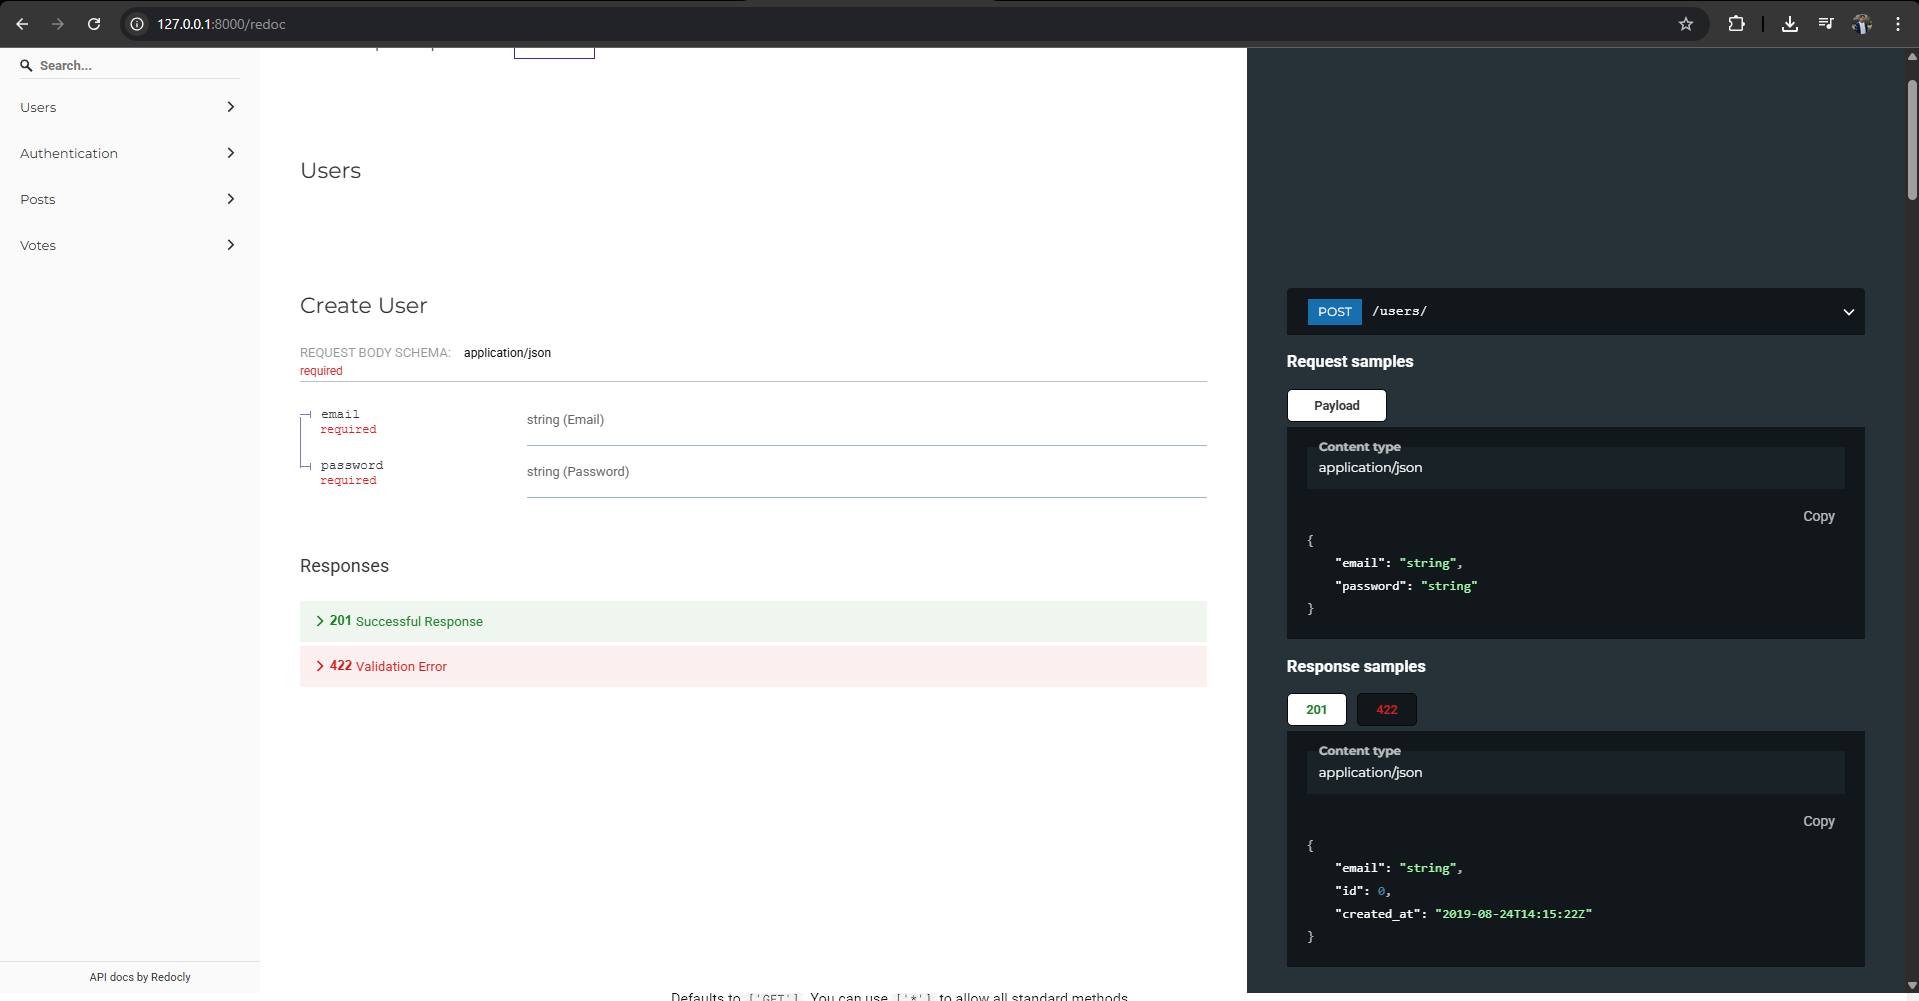 127.0.0.1:8000/redoc
Search...
Users
Authentication
Posts
Votes
API docs by Redocly
Users
Create User
REQUEST BODY SCHEMA: application/json
required
email
required
string (Email)
password
required
string (Password)
Responses
201 Successful Response
422 Validation Error
POST /users/
Request samples
Payload
Content type
application/json
Copy
{
"email": "string",
"password": "string"
}
Response samples
201 422
Content type
application/json
Copy
{
"email": "string",
"id": 0,
"created_at": "2019-08-24T14:15:22Z"
}
Defaults to ['GET']. You can use ['*'] to allow all standard methods